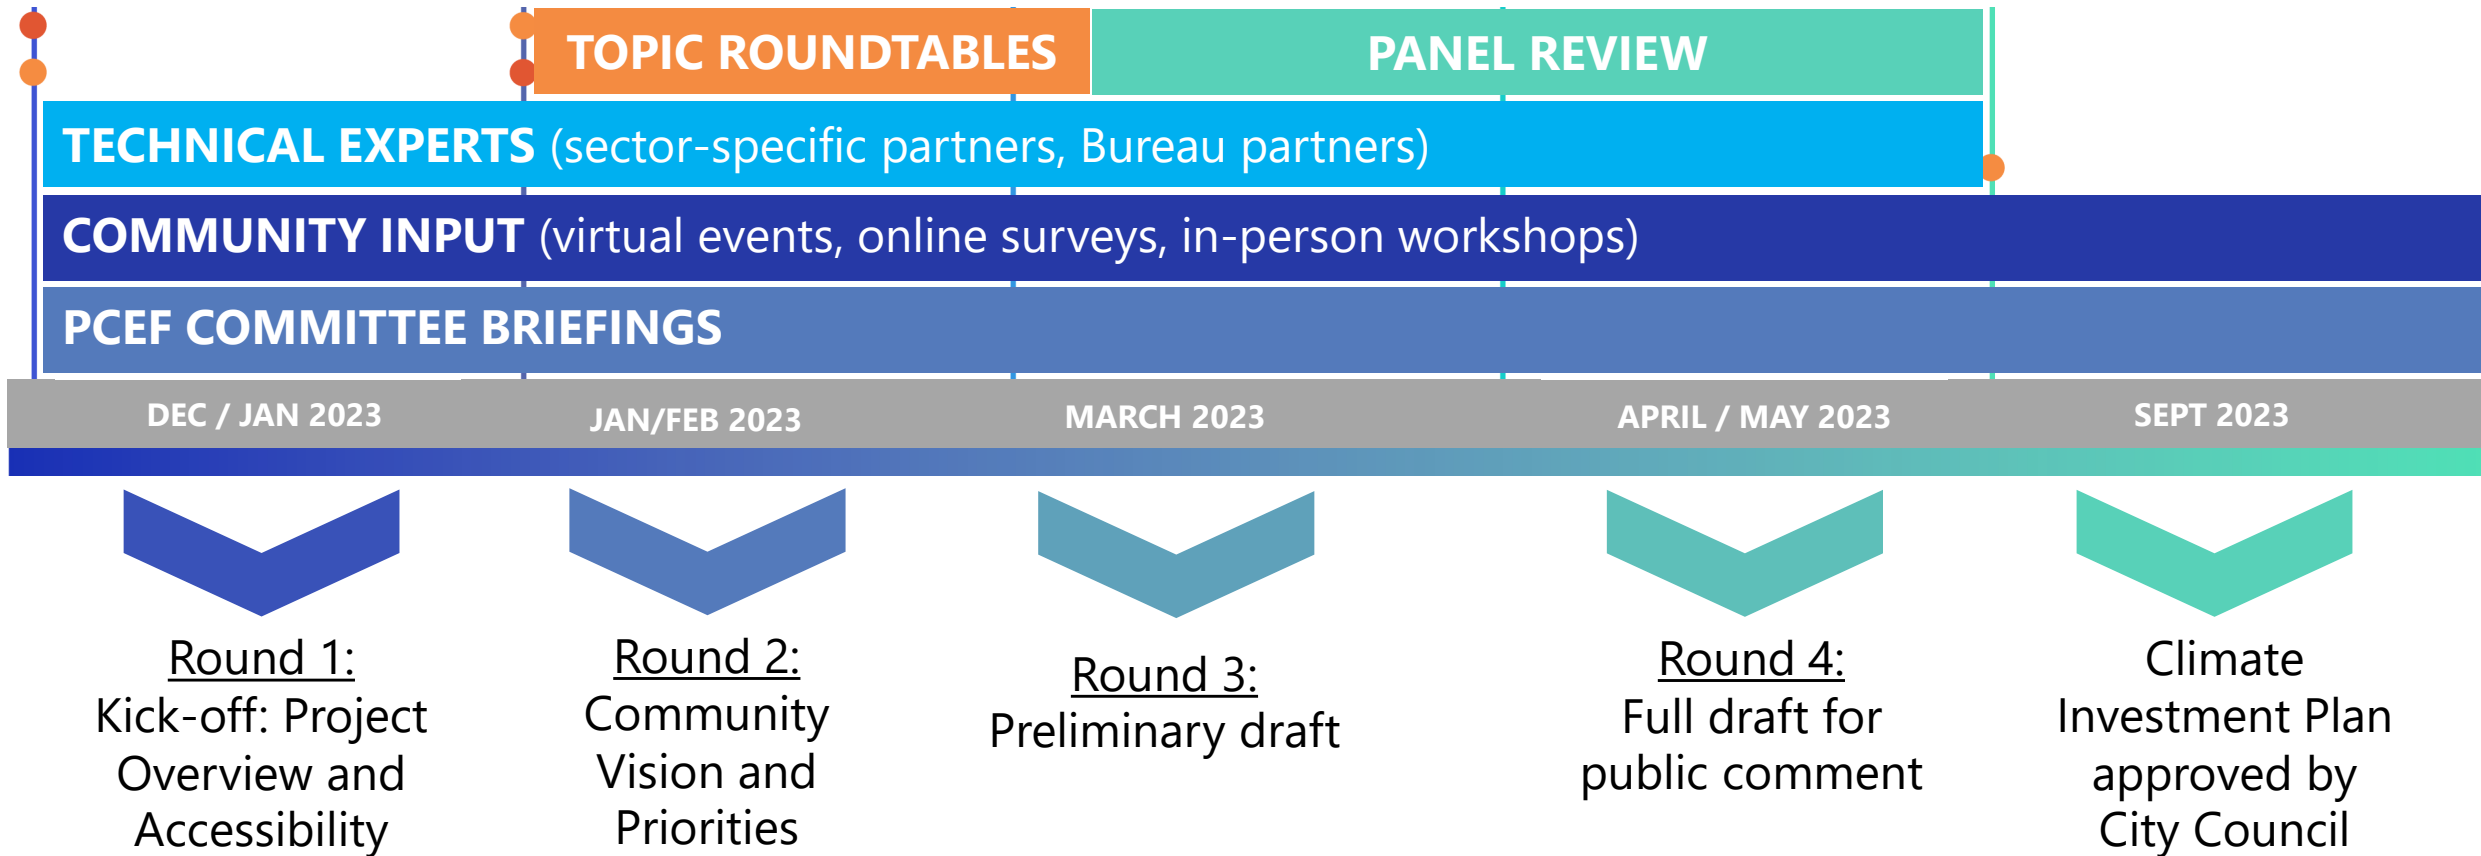 TOPIC ROUNDTABLES
PANEL REVIEW
TECHNICAL EXPERTS (sector-specific partners, Bureau partners)
COMMUNITY INPUT (virtual events, online surveys, in-person workshops)
PCEF COMMITTEE BRIEFINGS
DEC / JAN 2023
JAN/FEB 2023
MARCH 2023
APRIL / MAY 2023
SEPT 2023
Round 1:
Kick-off: Project
Overview and
Accessibility
Round 2:
Community
Vision and
Priorities
Round 3:
Preliminary draft
Round 4:
Full draft for
public comment
Climate
Investment Plan
approved by
City Council